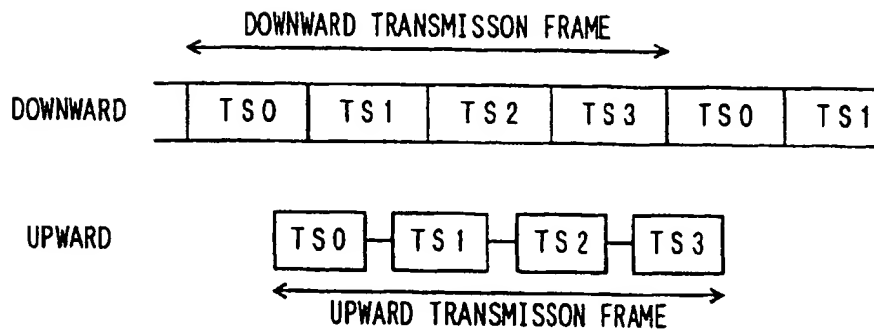 DOWNWARD TRANSMISSON FRAME
DOWNWARD TS0 TS1 TS2 TS3 TS0 TS1
UPWARD TS0 TS1 TS2 TS3
UPWARD TRANSMISSON FRAME